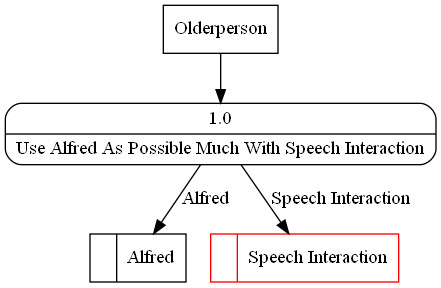 Olderperson
1.0
Use Alfred As Possible Much With Speech Interaction
Alfred
Speech Interaction
Alfred
Speech Interaction